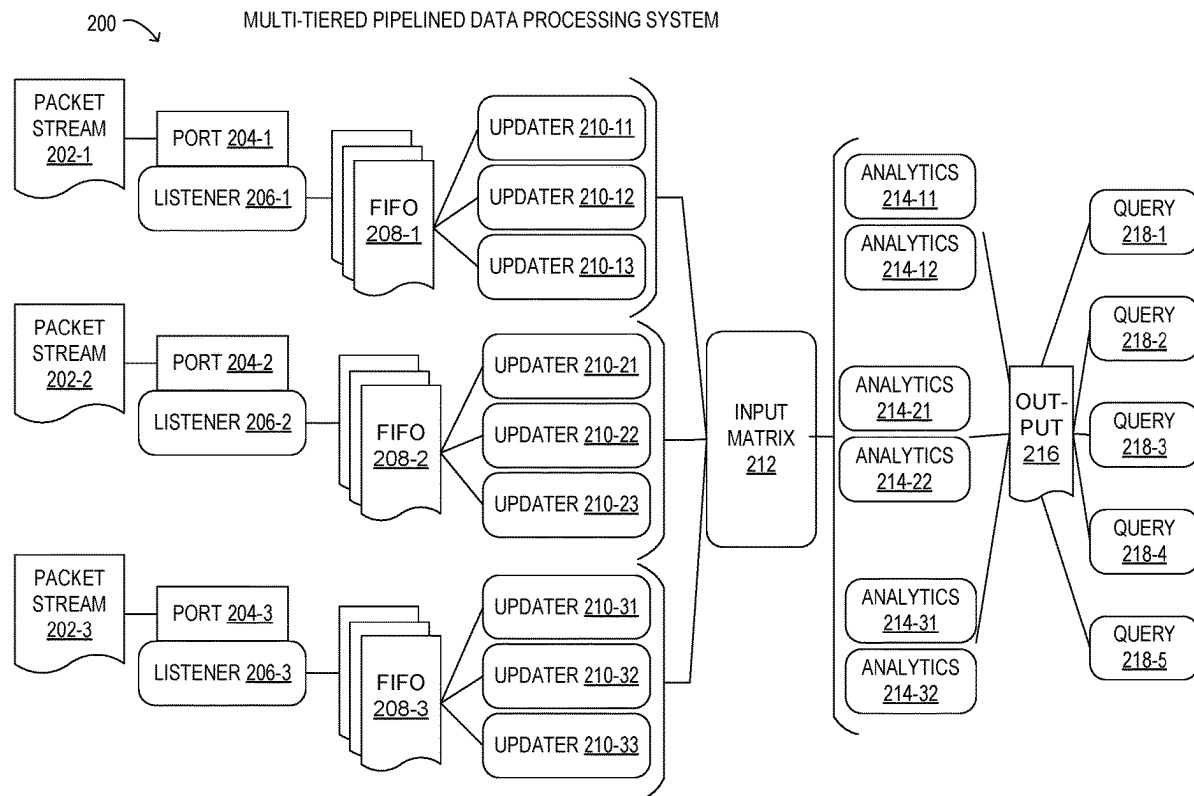 200
MULTI-TIERED PIPELINED DATA PROCESSING SYSTEM
PACKET
STREAM
202-1
PORT 204-1
LISTENER 206-1
FIFO
208-1
UPDATER 210-11
UPDATER 210-12
UPDATER 210-13
PACKET
STREAM
202-2
PORT 204-2
LISTENER 206-2
FIFO
208-2
UPDATER 210-21
UPDATER 210-22
UPDATER 210-23
PACKET
STREAM
202-3
PORT 204-3
LISTENER 206-3
FIFO
208-3
UPDATER 210-31
UPDATER 210-32
UPDATER 210-33
INPUT
MATRIX
212
ANALYTICS
214-11
ANALYTICS
214-12
ANALYTICS
214-21
ANALYTICS
214-22
ANALYTICS
214-31
ANALYTICS
214-32
OUT-
PUT
216
QUERY
218-1
QUERY
218-2
QUERY
218-3
QUERY
218-4
QUERY
218-5